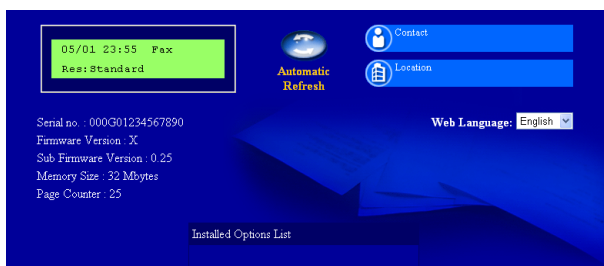 05/01 23:55 Fax
Res:Standard
Automatic
Refresh
Contact
Location
Serial no. : 000G01234567890
Firmware Version : X
Sub Firmware Version : 0.25
Memory Size : 32 Mbytes
Page Counter : 25
Web Language: English
Installed Options List